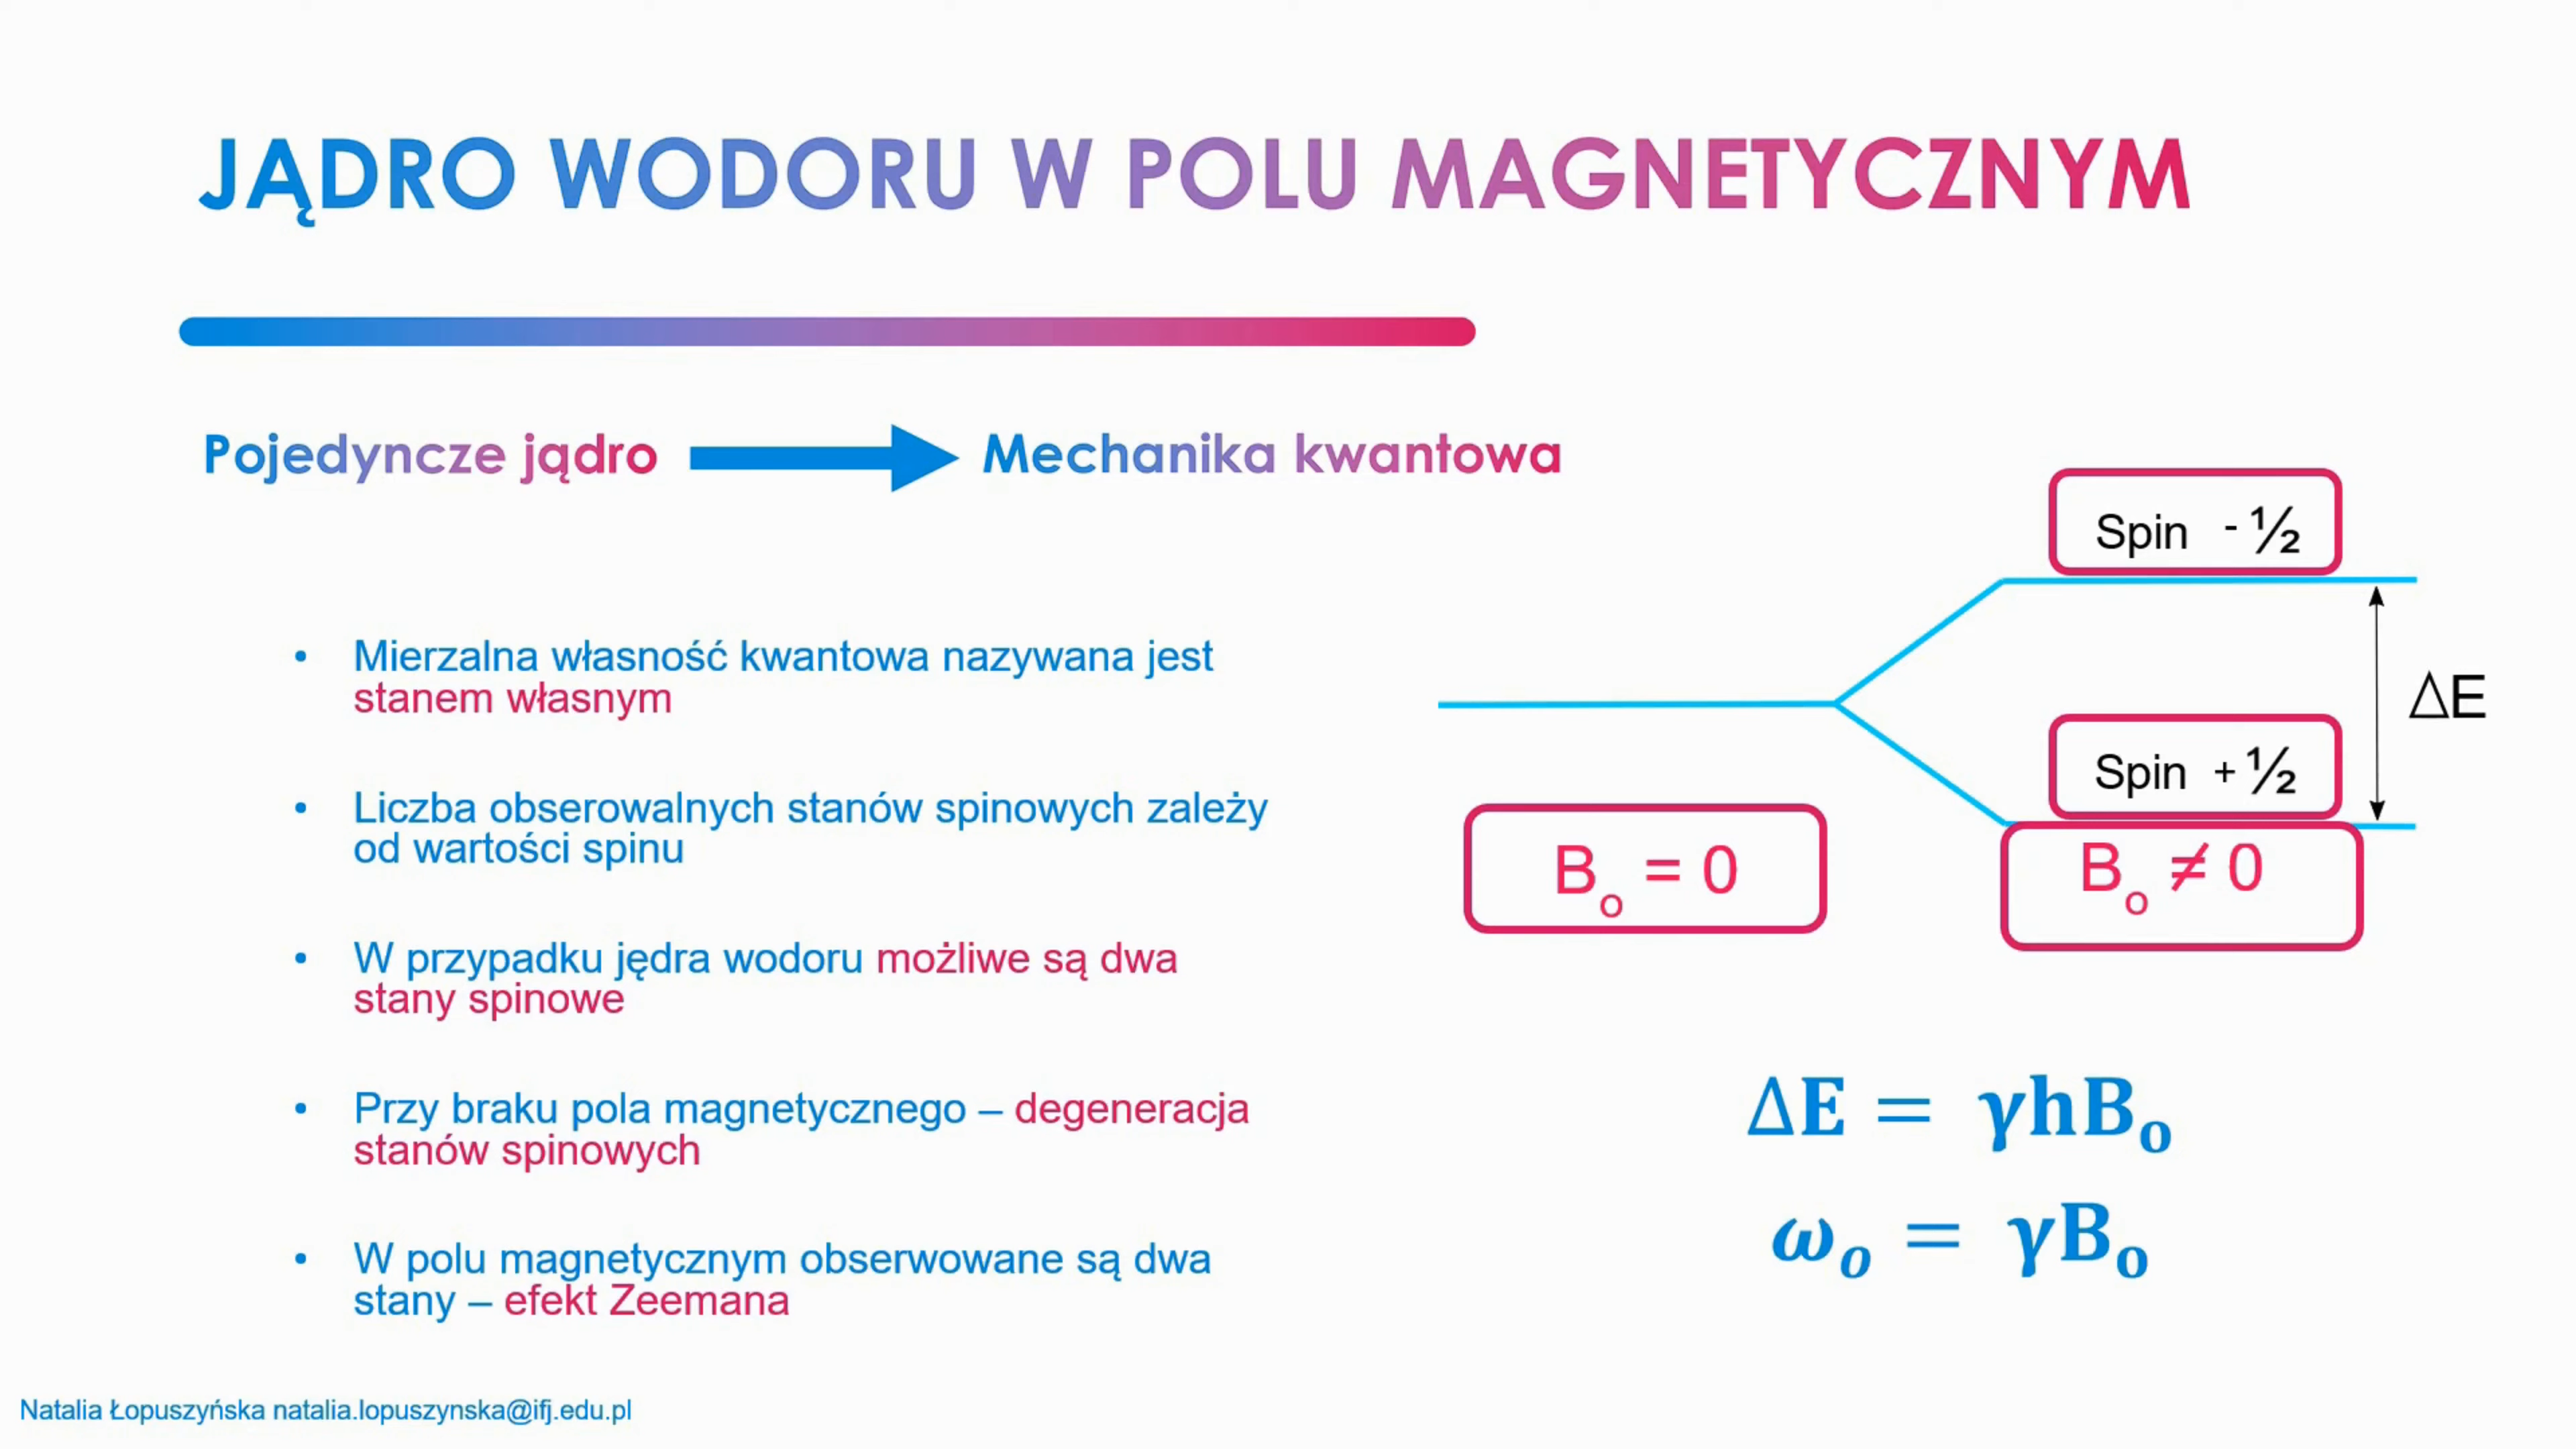 JĄDRO WODORU W POLU MAGNETYCZNYM
Pojedyncze jądro
Mechanika kwantowa
• Mierzalna własność kwantowa nazywana jest
stanem własnym
• Liczba obserowalnych stanów spinowych zależy
od wartości spinu
• W przypadku jędra wodoru możliwe są dwa
stany spinowe
• Przy braku pola magnetycznego – degeneracja
stanów spinowych
• W polu magnetycznym obserwowane są dwa
stany – efekt Zeemana
Spin - ½
ΔE
Spin + ½
B₀ = 0
B₀ ≠ 0
ΔE = γhB₀
ω₀ = γB₀
Natalia Łopuszyńska natalia.lopuszynska@ifj.edu.pl